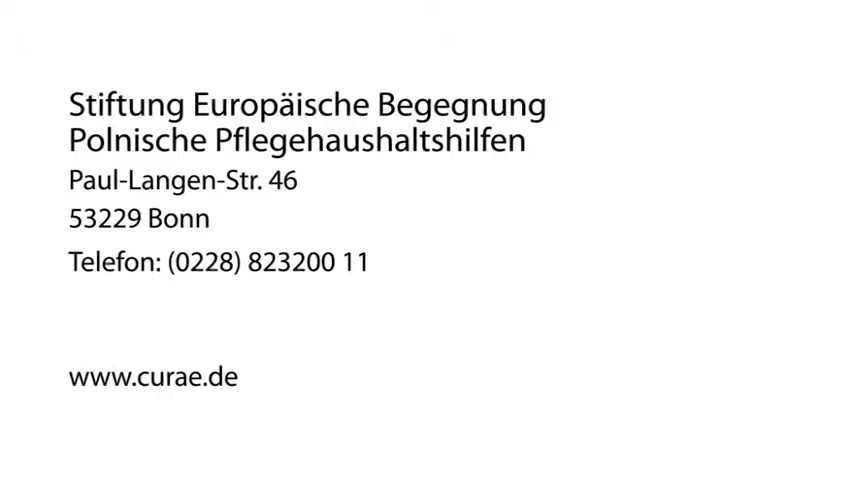 Stiftung Europäische Begegnung
Polnische Pflegehaushaltshilfen
Paul-Langen-Str. 46
53229 Bonn
Telefon: (0228) 823200 11
www.curae.de